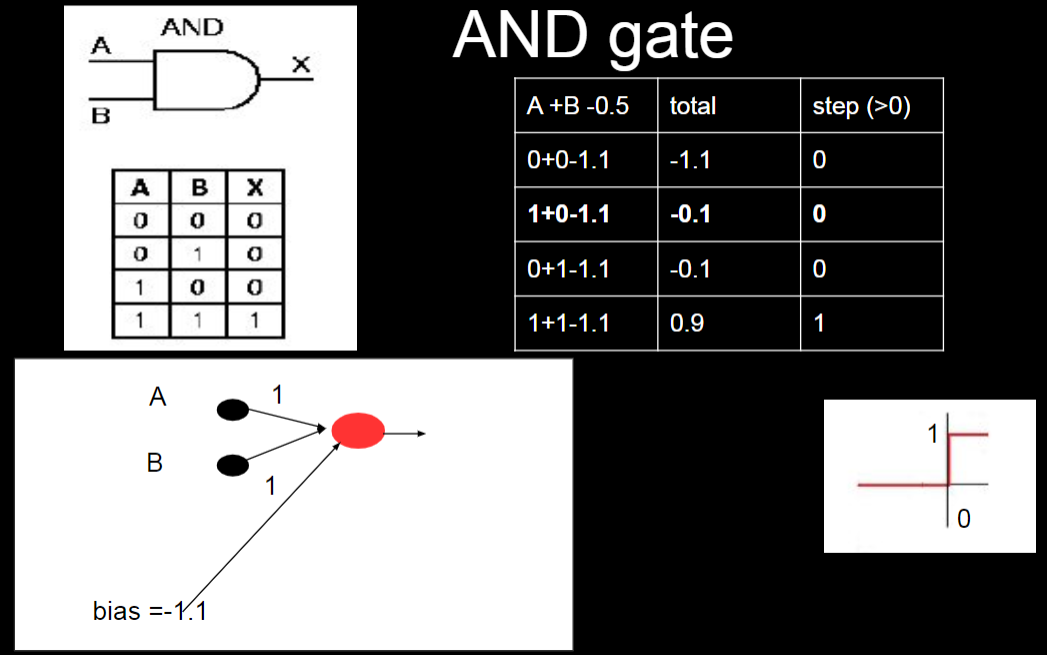 AND gate
AND
A
X
B
A B X
0 0 0
0 1 0
1 0 0
1 1 1
A +B -0.5 total step (>0)
0+0-1.1 -1.1 0
1+0-1.1 -0.1 0
0+1-1.1 -0.1 0
1+1-1.1 0.9 1
A 1
B
1
bias =-1.1
1
0